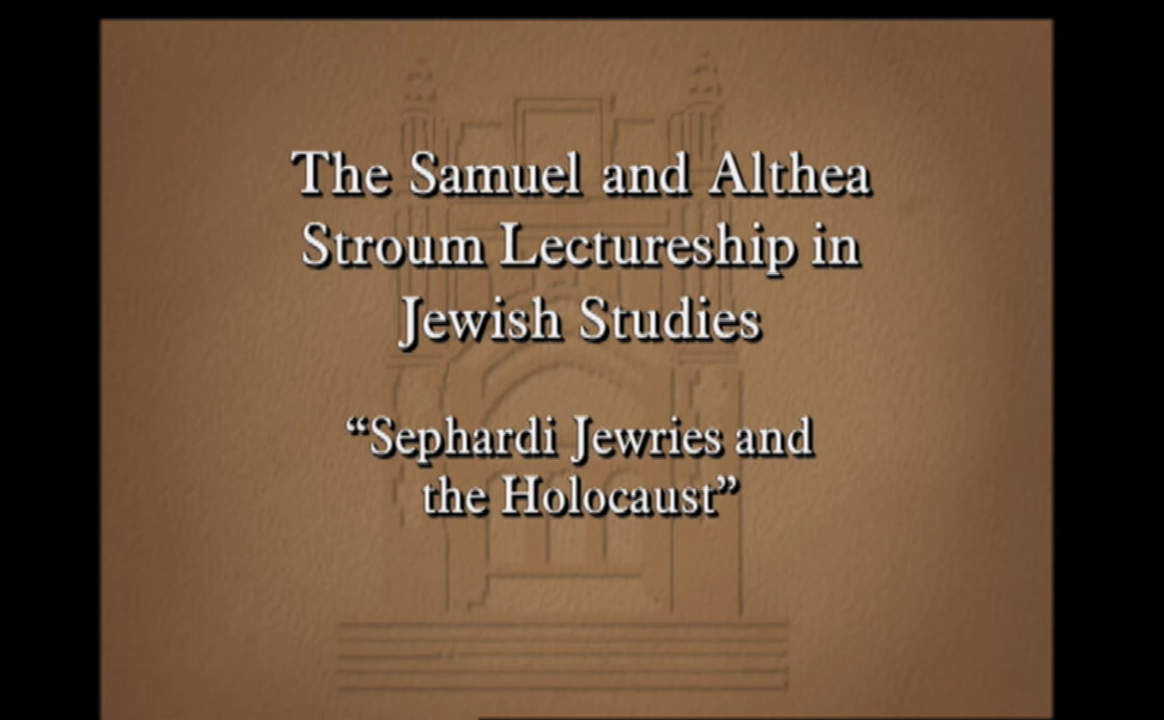 The Samuel and Althea
Stroum Lectureship in
Jewish Studies
“Sephardi Jewries and
the Holocaust”